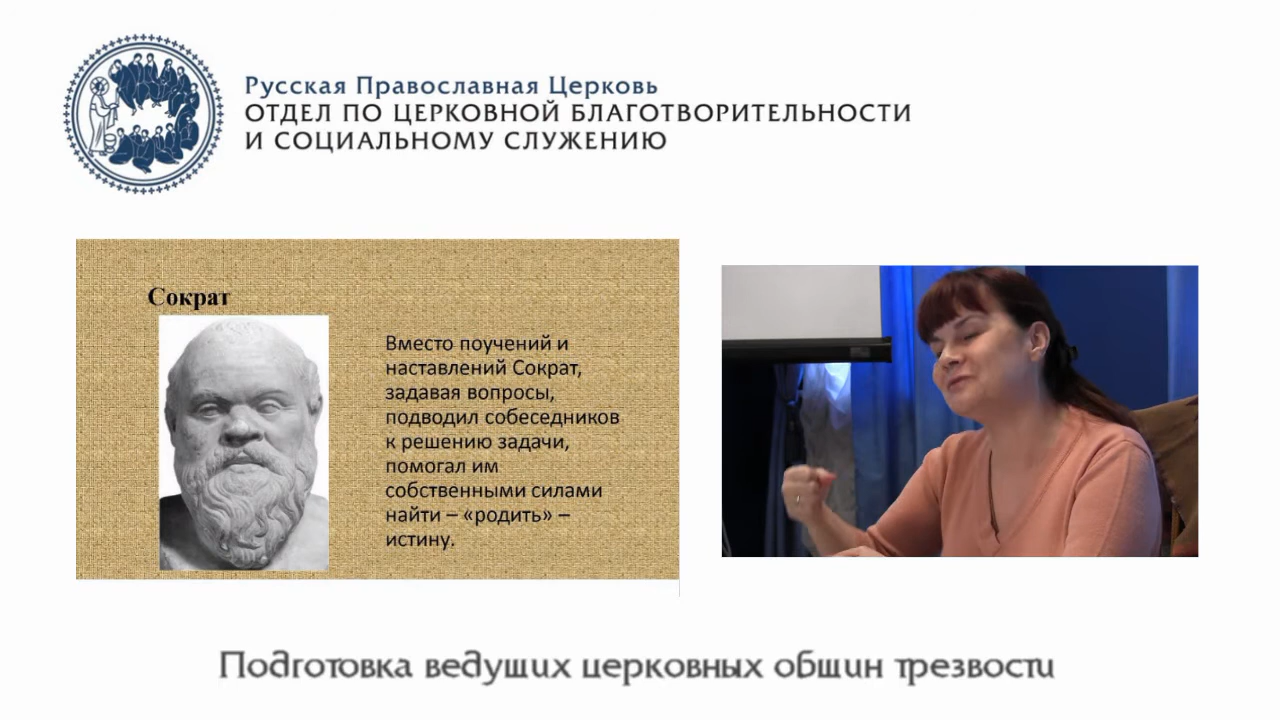 Русская Православная Церковь
ОТДЕЛ ПО ЦЕРКОВНОЙ БЛАГОТВОРИТЕЛЬНОСТИ
И СОЦИАЛЬНОМУ СЛУЖЕНИЮ
Сократ
Вместо поучений и
наставлений Сократ,
задавая вопросы,
подводил собеседников
к решению задачи,
помогал им
собственными силами
найти – «родить» –
истину.
Подготовка ведущих церковных общин трезвости